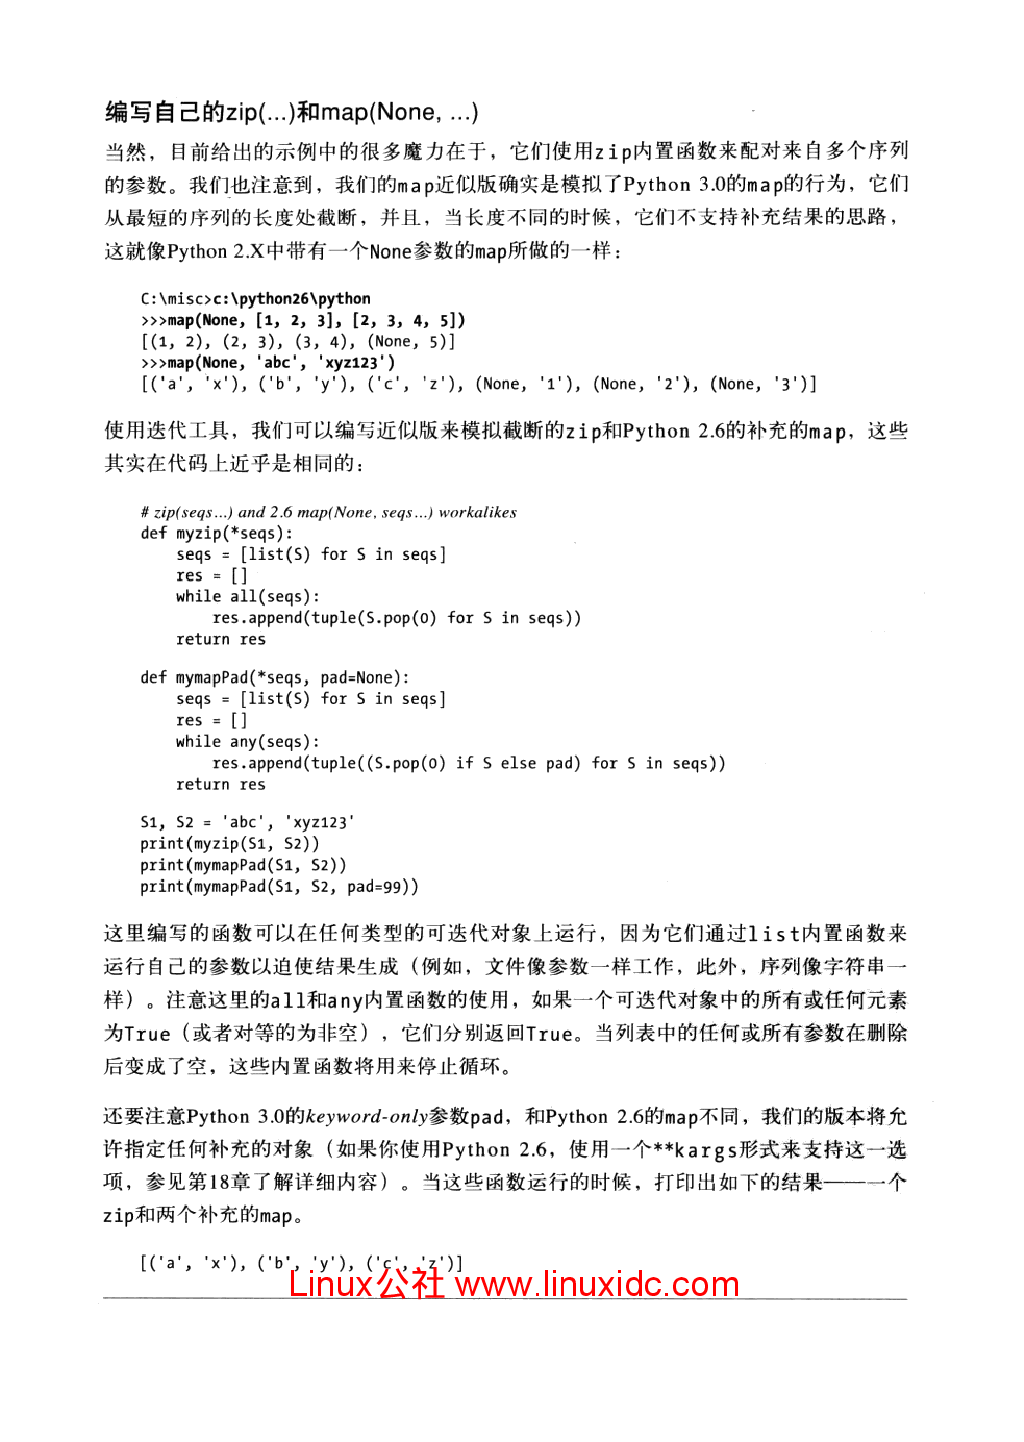 编写自己的zip(...)和map(None, ...)
当然，目前给出的示例中的很多魔力在于，它们使用zip内置函数来配对来自多个序列
的参数。我们也注意到，我们的map近似版确实是模拟了Python 3.0的map的行为，它们
从最短的序列的长度处截断，并且，当长度不同的时候，它们不支持补充结果的思路，
这就像Python 2.X中带有一个None参数的map所做的一样：
C:\misc>c:\python26\python
>>>map(None, [1, 2, 3], [2, 3, 4, 5])
[(1, 2), (2, 3), (3, 4), (None, 5)]
>>>map(None, 'abc', 'xyz123')
[('a', 'x'), ('b', 'y'), ('c', 'z'), (None, '1'), (None, '2'), (None, '3')]
使用迭代工具，我们可以编写近似版来模拟截断的zip和Python 2.6的补充的map，这些
其实在代码上近乎是相同的：
# zip(seqs...) and 2.6 map(None, seqs...) workalikes
def myzip(*seqs):
    seqs = [list(S) for S in seqs]
    res = []
    while all(seqs):
        res.append(tuple(S.pop(0) for S in seqs))
    return res
def mymapPad(*seqs, pad=None):
    seqs = [list(S) for S in seqs]
    res = []
    while any(seqs):
        res.append(tuple((S.pop(0) if S else pad) for S in seqs))
    return res
S1, S2 = 'abc', 'xyz123'
print(myzip(S1, S2))
print(mymapPad(S1, S2))
print(mymapPad(S1, S2, pad=99))
这里编写的函数可以在任何类型的可迭代对象上运行，因为它们通过list内置函数来
运行自己的参数以迫使结果生成（例如，文件像参数一样工作，此外，序列像字符串一
样）。注意这里的all和any内置函数的使用，如果一个可迭代对象中的所有或任何元素
为True（或者对等的为非空），它们分别返回True。当列表中的任何或所有参数在删除
后变成了空，这些内置函数将用来停止循环。
还要注意Python 3.0的keyword-only参数pad，和Python 2.6的map不同，我们的版本将允
许指定任何补充的对象（如果你使用Python 2.6，使用一个**kargs形式来支持这一选
项，参见第18章了解详细内容）。当这些函数运行的时候，打印出如下的结果——一个
zip和两个补充的map。
[('a', 'x'), ('b', 'y'), ('c', 'z')]
Linux公社 www.linuxidc.com